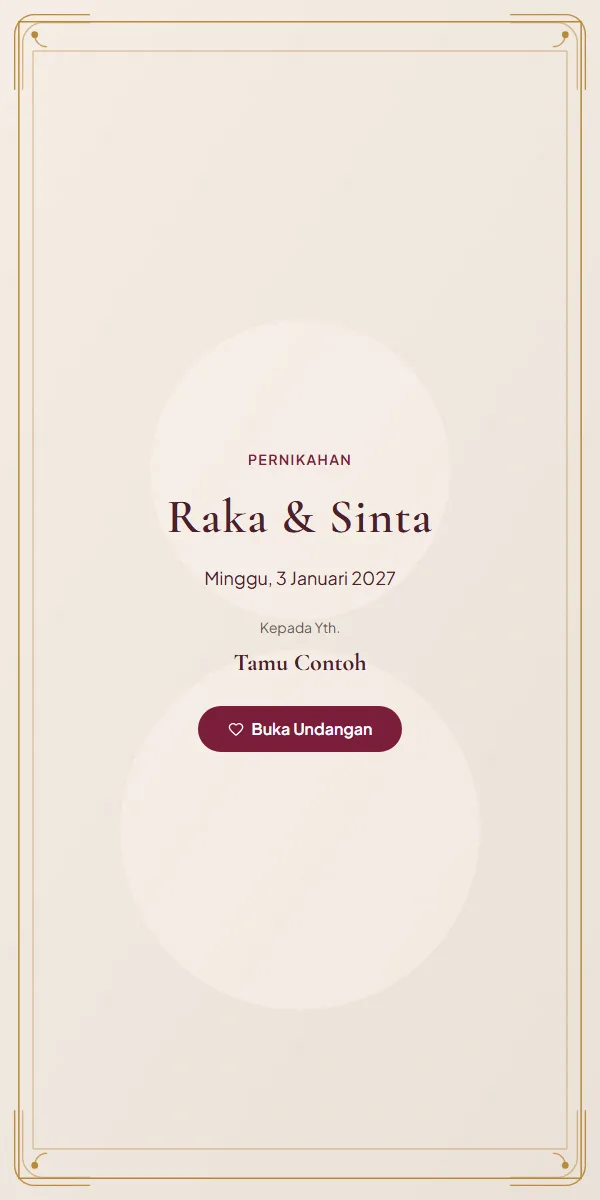 PERNIKAHAN
Raka & Sinta
Minggu, 3 Januari 2027
Kepada Yth.
Tamu Contoh
Buka Undangan